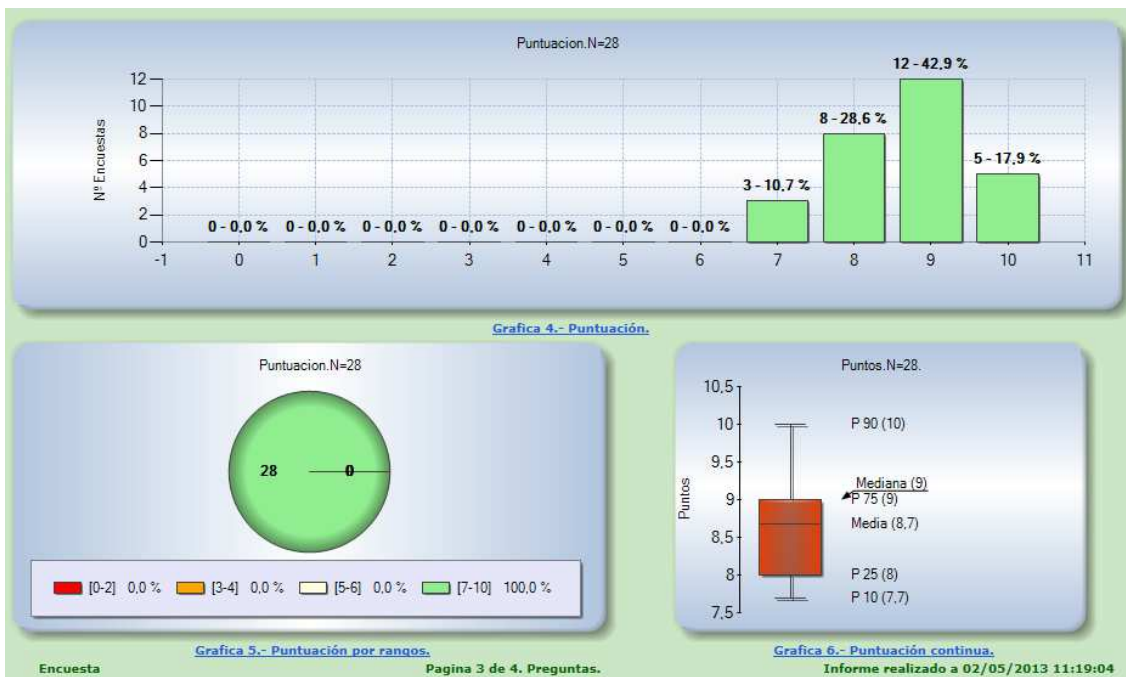 Puntuacion.N=28
Nº Encuestas
12
10
8
6
4
2
0
0 - 0,0 % 0 - 0,0 % 0 - 0,0 % 0 - 0,0 % 0 - 0,0 % 0 - 0,0 % 0 - 0,0 % 3 - 10,7 % 8 - 28,6 % 12 - 42,9 % 5 - 17,9 %
-1 0 1 2 3 4 5 6 7 8 9 10 11
Grafica 4.- Puntuación.
Puntuacion.N=28
28 0
[0-2] 0,0 % [3-4] 0,0 % [5-6] 0,0 % [7-10] 100,0 %
Grafica 5.- Puntuación por rangos.
Puntos.N=28.
Puntos
10,5
10
9,5
9
8,5
8
7,5
P 90 (10)
Mediana (9)
P 75 (9)
Media (8,7)
P 25 (8)
P 10 (7,7)
Grafica 6.- Puntuación continua.
Encuesta Pagina 3 de 4. Preguntas. Informe realizado a 02/05/2013 11:19:04